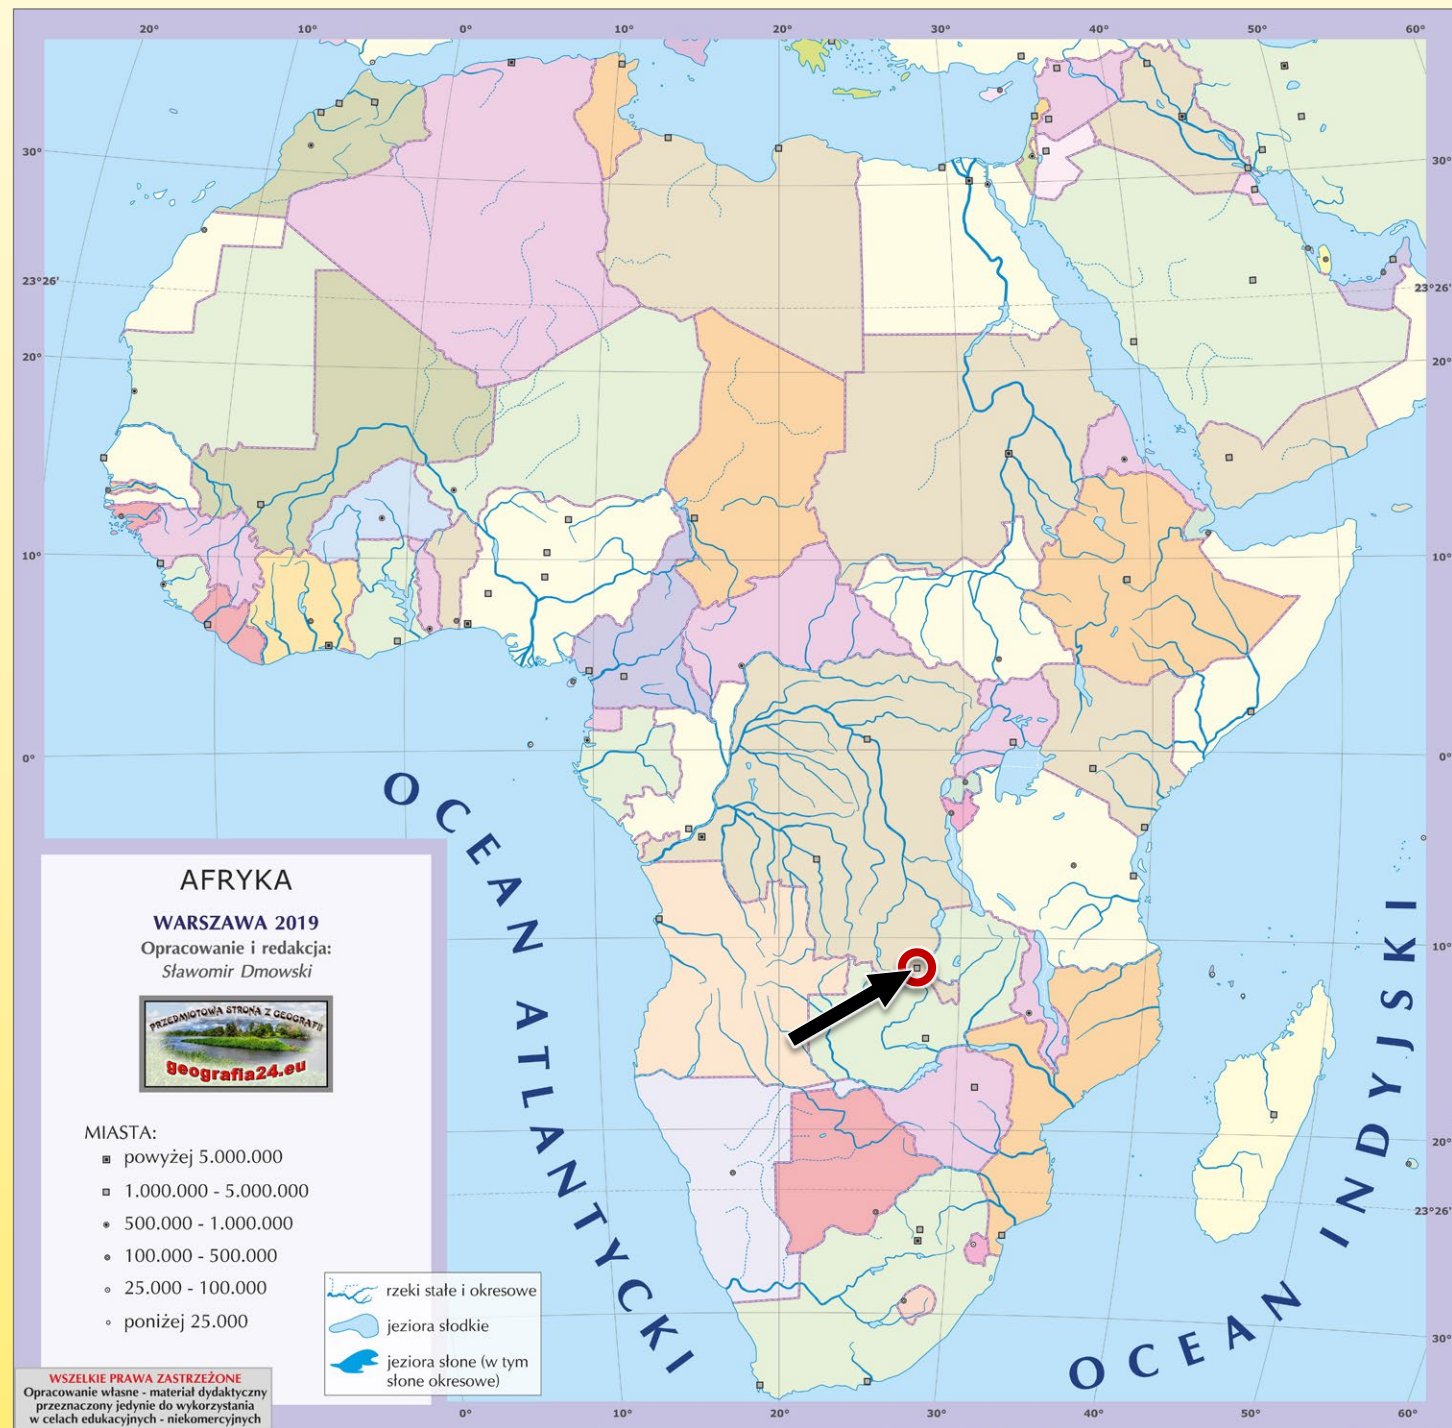 20° 10° 0° 10° 20° 30° 40° 50° 60°
30° 30°
23°26' 23°26'
20° 20°
10° 10°
0° 0°
10°
20°
23°26'
30°
OCEAN ATLANTYCKI
OCEAN INDYJSKI
AFRYKA
WARSZAWA 2019
Opracowanie i redakcja:
Sławomir Dmowski
PRZEDMIOTOWA STRONA Z GEOGRAFII
geografia24.eu
MIASTA:
powyżej 5.000.000
1.000.000 - 5.000.000
500.000 - 1.000.000
100.000 - 500.000
25.000 - 100.000
poniżej 25.000
rzeki stałe i okresowe
jeziora słodkie
jeziora słone (w tym
słone okresowe)
WSZELKIE PRAWA ZASTRZEŻONE
Opracowanie własne - materiał dydaktyczny
przeznaczony jedynie do wykorzystania
w celach edukacyjnych - niekomercyjnych
0° 10° 20° 30° 40° 50° 60°